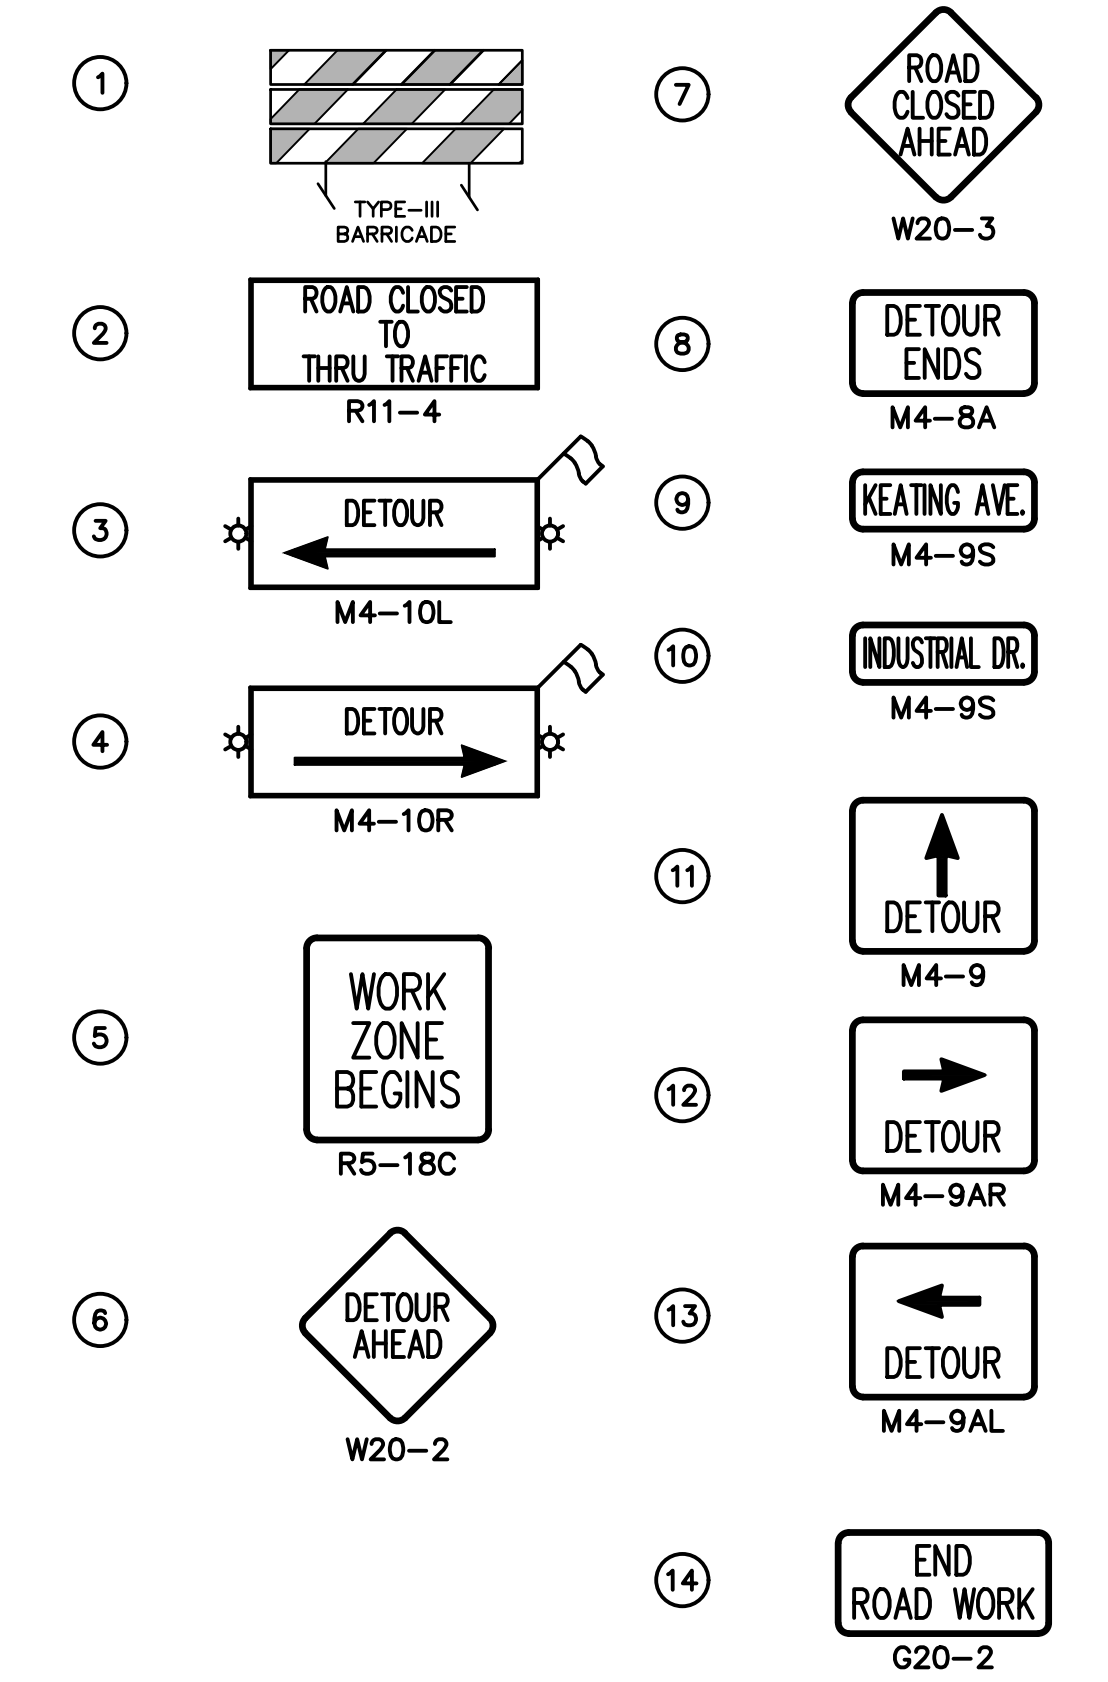 1
TYPE-III
BARRICADE
2
ROAD CLOSED
TO
THRU TRAFFIC
R11-4
3
DETOUR
M4-10L
4
DETOUR
M4-10R
5
WORK
ZONE
BEGINS
R5-18C
6
DETOUR
AHEAD
W20-2
7
ROAD
CLOSED
AHEAD
W20-3
8
DETOUR
ENDS
M4-8A
9
KEATING AVE.
M4-9S
10
INDUSTRIAL DR.
M4-9S
11
DETOUR
M4-9
12
DETOUR
M4-9AR
13
DETOUR
M4-9AL
14
END
ROAD WORK
G20-2